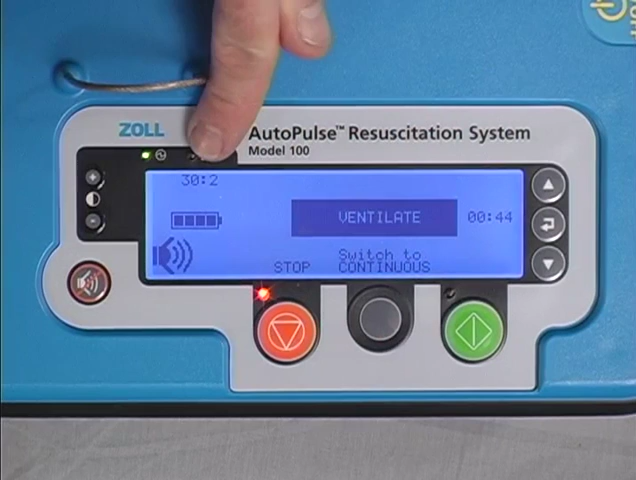 ZOLL
AutoPulse™ Resuscitation System
Model 100
30:2
VENTILATE
00:44
STOP
Switch to
CONTINUOUS